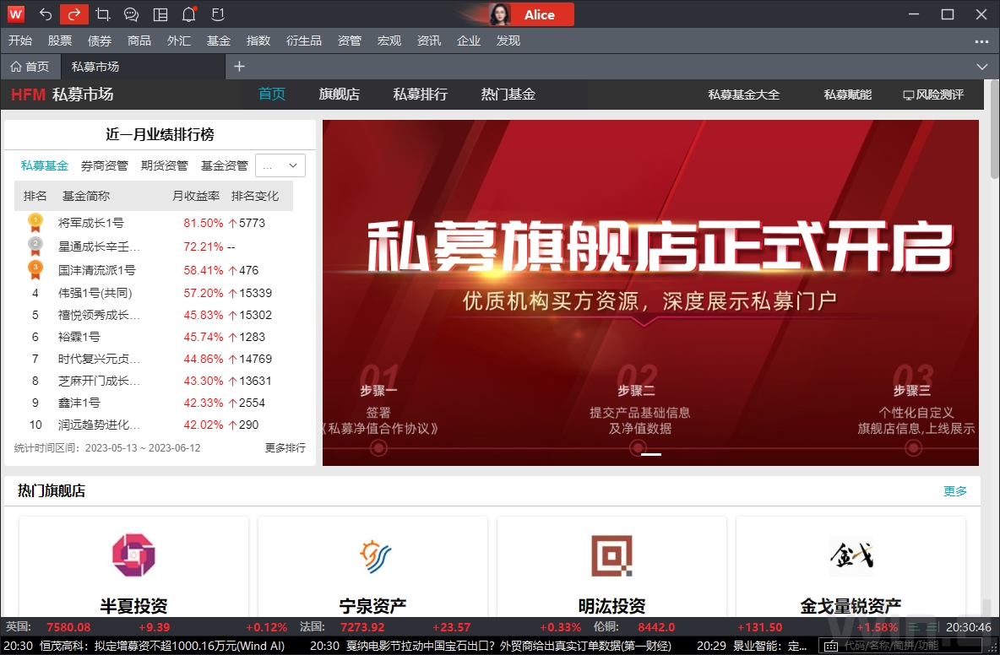 W
Alice
开始 股票 债券 商品 外汇 基金 指数 衍生品 资管 宏观 资讯 企业 发现
首页 私募市场
HFM 私募市场 首页 旗舰店 私募排行 热门基金 私募基金大全 私募赋能 风险测评
近一月业绩排行榜
私募基金 券商资管 期货资管 基金资管 ...
排名 基金简称 月收益率 排名变化
1 将军成长1号 81.50% ↑5773
2 星通成长辛壬... 72.21% --
3 国沣清流派1号 58.41% ↑476
4 伟强1号(共同) 57.20% ↑15339
5 禧悦领秀成长... 45.83% ↑15302
6 裕霖1号 45.74% ↑1283
7 时代复兴元贞... 44.86% ↑14769
8 芝麻开门成长... 43.30% ↑13631
9 鑫沣1号 42.33% ↑2554
10 润远趋势进化... 42.02% ↑290
统计时间区间：2023-05-13 ~ 2023-06-12 更多排行
私募旗舰店正式开启
优质机构买方资源，深度展示私募门户
01
步骤一
签署
《私募净值合作协议》
02
步骤二
提交产品基础信息
及净值数据
03
步骤三
个性化自定义
旗舰店信息,上线展示
热门旗舰店 更多
半夏投资
宁泉资产
明汯投资
金戈
金戈量锐资产
英国: 7580.08 +9.39 +0.12% 法国: 7273.92 +23.57 +0.33% 伦铜: 8442.0 +131.50 +1.58% 20:30:46
20:30 恒茂高科：拟定增募资不超1000.16万元(Wind AI) 20:30 戛纳电影节拉动中国宝石出口？外贸商给出真实订单数据(第一财经) 20:29 景业智能：定... 代码/名称/简拼/功能